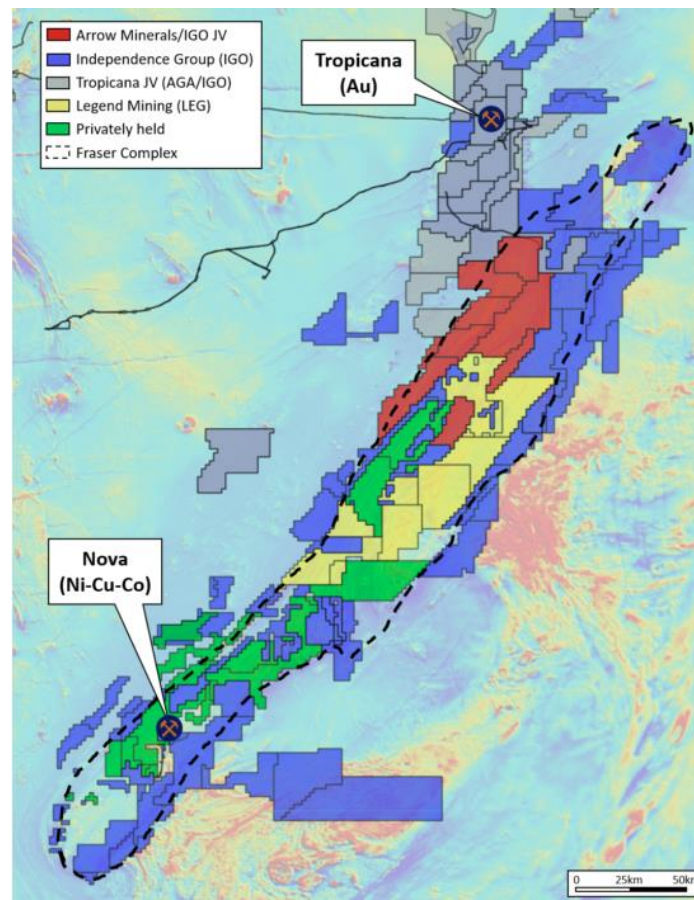 Arrow Minerals/IGO JV
Independence Group (IGO)
Tropicana JV (AGA/IGO)
Legend Mining (LEG)
Privately held
Fraser Complex
Tropicana
(Au)
Nova
(Ni-Cu-Co)
0 25km 50km